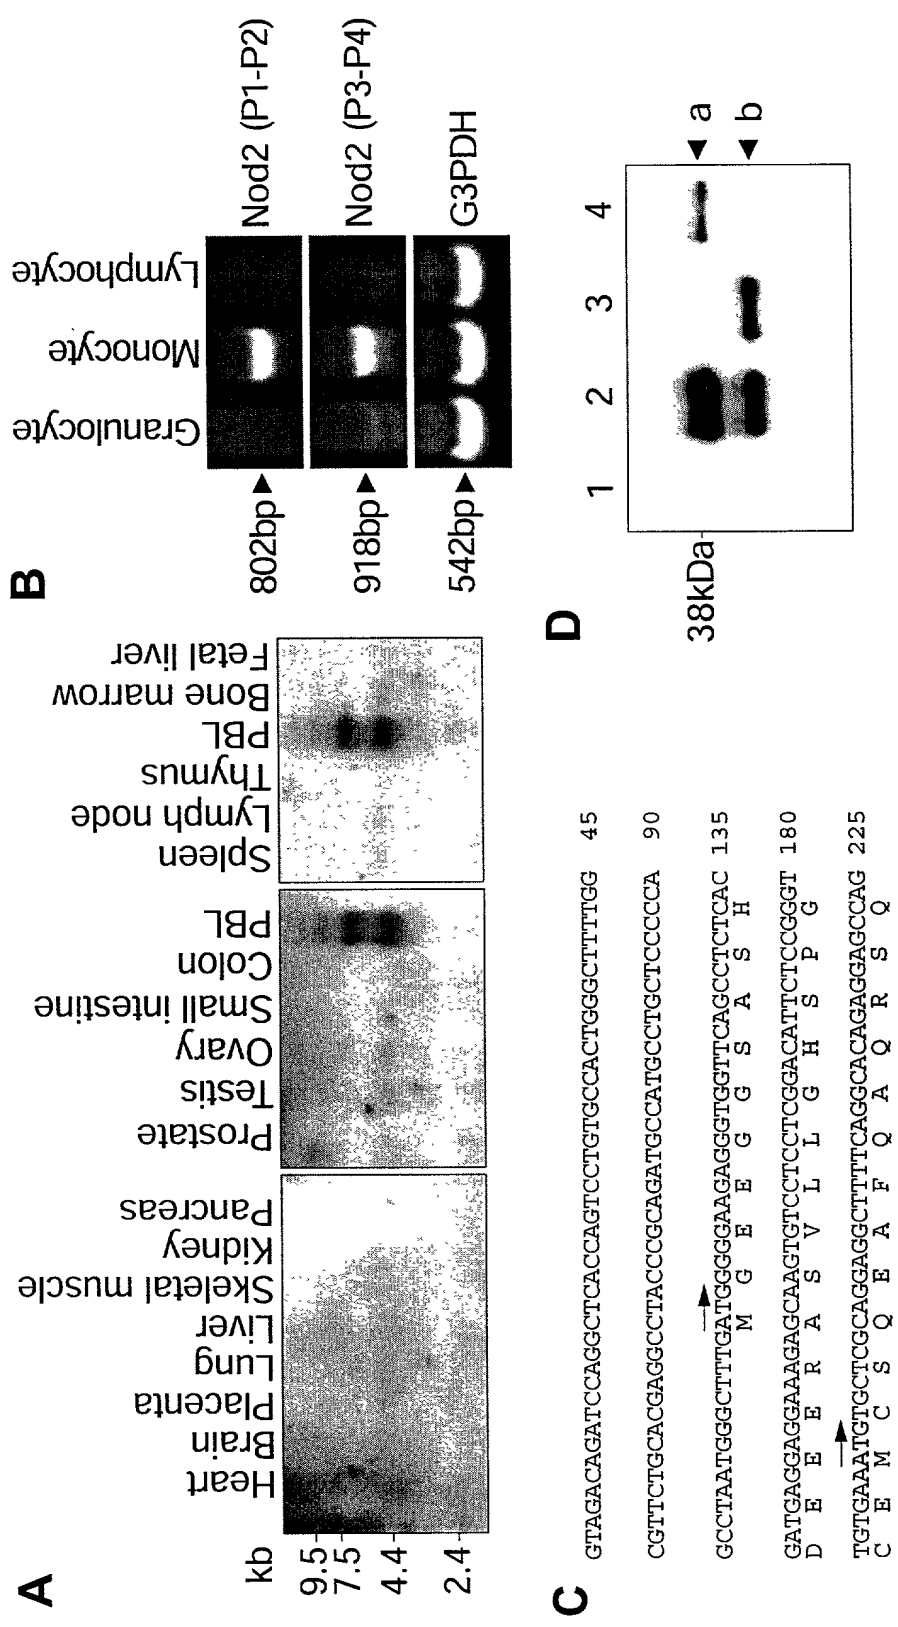 A
kb
9.5
7.5
4.4
2.4
Heart
Brain
Placenta
Lung
Liver
Skeletal muscle
Kidney
Pancreas
Prostate
Testis
Ovary
Small intestine
Colon
PBL
Spleen
Lymph node
Thymus
PBL
Bone marrow
Fetal liver
B
Granulocyte
Monocyte
Lymphocyte
802bp Nod2 (P1-P2)
918bp Nod2 (P3-P4)
542bp G3PDH
C
GTAGACAGATCCAGGCTCACCAGTCCTGTGCCACTGGGCTTTTGG 45
CGTTCTGCACGAGGCCTACCCGCAGATGCCATGCCTGCTCCCCCA 90
GCCTAATGGGCTTTGATGGGGGAAGAGGGTGGTTCAGCCTCTCAC 135
M G E E G G S A S H
GATGAGGAGGAAAGAGCAAGTGTCCTCCTCGGACATTCTCCGGGT 180
D E E E R A S V L L G H S P G
TGTGAAATGTGCTCGCAGGAGGCTTTTCAGGCACAGAGGAGCCAG 225
C E M C S Q E A F Q A Q R S Q
D
1 2 3 4
38kDa
a
b